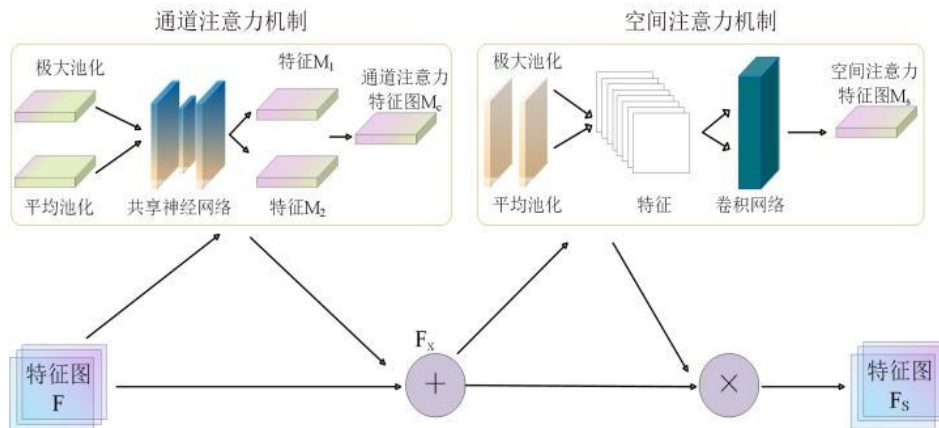 通道注意力机制
空间注意力机制
极大池化
特征M1
通道注意力
特征图Mc
平均池化
共享神经网络
特征M2
极大池化
空间注意力
特征图Ms
平均池化
特征
卷积网络
特征图
F
Fx
+
×
特征图
FS